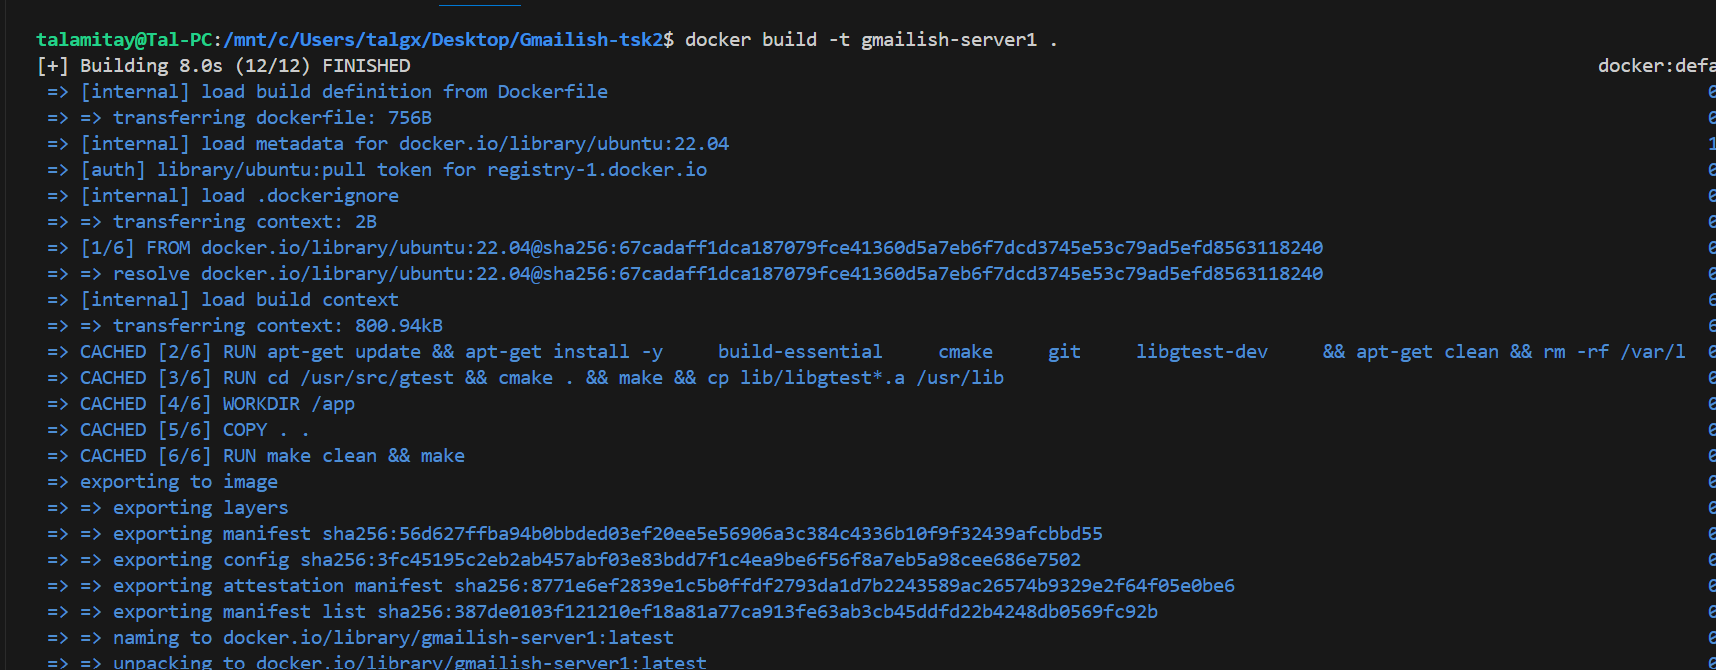 talamitay@Tal-PC:/mnt/c/Users/talgx/Desktop/Gmailish-tsk2$ docker build -t gmailish-server1 .
[+] Building 8.0s (12/12) FINISHED docker:defa
=> [internal] load build definition from Dockerfile
=> => transferring dockerfile: 756B
=> [internal] load metadata for docker.io/library/ubuntu:22.04
=> [auth] library/ubuntu:pull token for registry-1.docker.io
=> [internal] load .dockerignore
=> => transferring context: 2B
=> [1/6] FROM docker.io/library/ubuntu:22.04@sha256:67cadaff1dca187079fce41360d5a7eb6f7dcd3745e53c79ad5efd8563118240
=> => resolve docker.io/library/ubuntu:22.04@sha256:67cadaff1dca187079fce41360d5a7eb6f7dcd3745e53c79ad5efd8563118240
=> [internal] load build context
=> => transferring context: 800.94kB
=> CACHED [2/6] RUN apt-get update && apt-get install -y build-essential cmake git libgtest-dev && apt-get clean && rm -rf /var/l
=> CACHED [3/6] RUN cd /usr/src/gtest && cmake . && make && cp lib/libgtest*.a /usr/lib
=> CACHED [4/6] WORKDIR /app
=> CACHED [5/6] COPY . .
=> CACHED [6/6] RUN make clean && make
=> exporting to image
=> => exporting layers
=> => exporting manifest sha256:56d627ffba94b0bbded03ef20ee5e56906a3c384c4336b10f9f32439afcbbd55
=> => exporting config sha256:3fc45195c2eb2ab457abf03e83bdd7f1c4ea9be6f56f8a7eb5a98cee686e7502
=> => exporting attestation manifest sha256:8771e6ef2839e1c5b0ffdf2793da1d7b2243589ac26574b9329e2f64f05e0be6
=> => exporting manifest list sha256:387de0103f121210ef18a81a77ca913fe63ab3cb45ddfd22b4248db0569fc92b
=> => naming to docker.io/library/gmailish-server1:latest
=> => unpacking to docker.io/library/gmailish-server1:latest